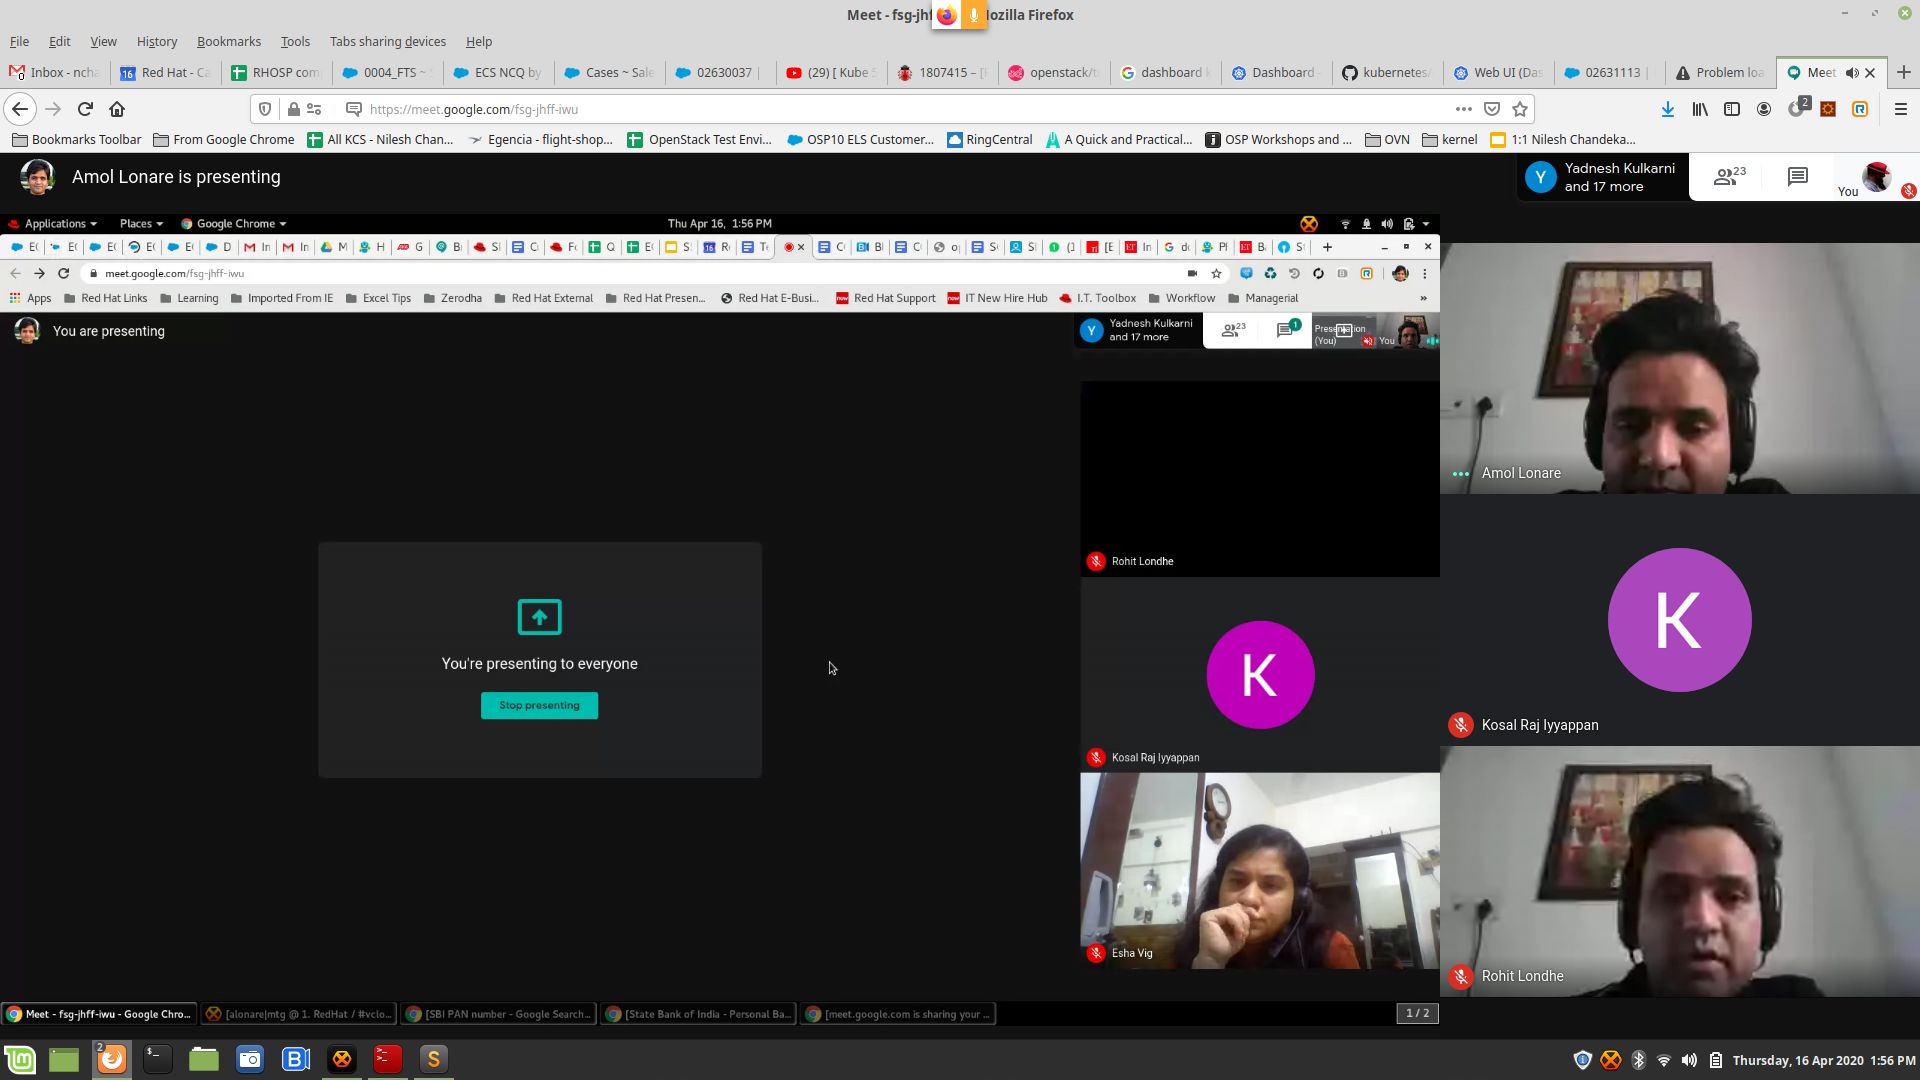 Meet - fsg-jhf
ozilla Firefox
File Edit View History Bookmarks Tools Tabs sharing devices Help
Inbox - ncha
Red Hat - Ca
RHOSP com
0004_FTS ~
ECS NCQ by
Cases ~ Sale
02630037
(29) [ Kube
1807415 –
openstack/t
dashboard
Dashboard
kubernetes/
Web UI (Das
02631113
Problem loa
Meet
https://meet.google.com/fsg-jhff-iwu
2
Bookmarks Toolbar
From Google Chrome
All KCS - Nilesh Chan...
Egencia - flight-shop...
OpenStack Test Envi...
OSP10 ELS Customer...
RingCentral
A Quick and Practical...
OSP Workshops and ...
OVN
kernel
1:1 Nilesh Chandeka...
Amol Lonare is presenting
Y
Yadnesh Kulkarni
and 17 more
23
You
Applications Places Google Chrome
Thu Apr 16, 1:56 PM
meet.google.com/fsg-jhff-iwu
Apps
Red Hat Links
Learning
Imported From IE
Excel Tips
Zerodha
Red Hat External
Red Hat Presen...
Red Hat E-Busi...
Red Hat Support
IT New Hire Hub
I.T. Toolbox
Workflow
Managerial
»
You are presenting
Y
Yadnesh Kulkarni
and 17 more
23
1
(You)
You
Rohit Londhe
K
Kosal Raj Iyyappan
Esha Vig
You're presenting to everyone
Stop presenting
Amol Lonare
K
Kosal Raj Iyyappan
Rohit Londhe
Meet - fsg-jhff-iwu - Google Chro...
[alonare|mtg @ 1. RedHat / #vclo...
[SBI PAN number - Google Search...
[State Bank of India - Personal Ba...
[meet.google.com is sharing your ...
1 / 2
2
Thursday, 16 Apr 2020 1:56 PM